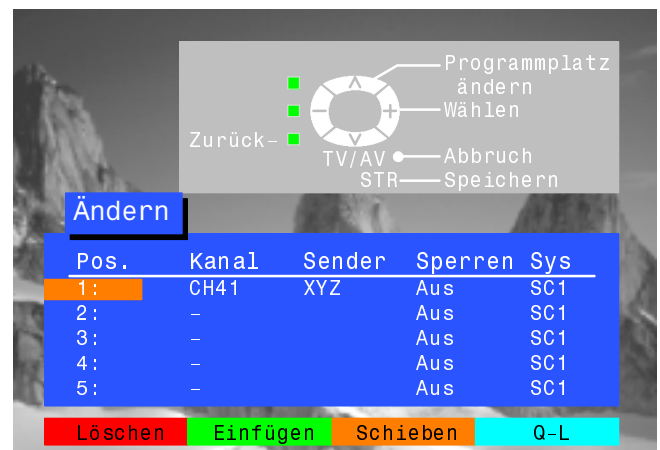 Programmplatz
ändern
Wählen
Zurück–
TV/AV Abbruch
STR Speichern
Ändern
Pos. Kanal Sender Sperren Sys
1: CH41 XYZ Aus SC1
2: – Aus SC1
3: – Aus SC1
4: – Aus SC1
5: – Aus SC1
Löschen Einfügen Schieben Q–L